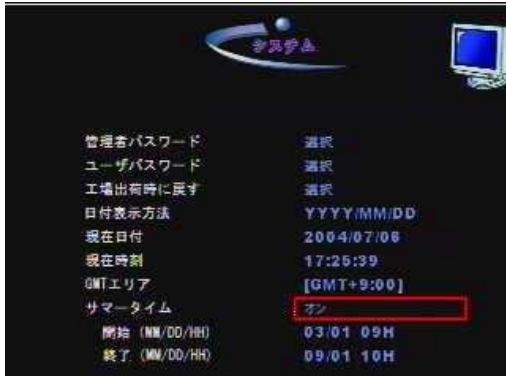 システム
管理者パスワード 選択
ユーザパスワード 選択
工場出荷時に戻す 選択
日付表示方法 YYYY/MM/DD
現在日付 2004/07/06
現在時刻 17:25:39
GMTエリア [GMT+9:00]
サマータイム オン
開始 (MM/DD/HH) 03/01 09H
終了 (MM/DD/HH) 09/01 10H